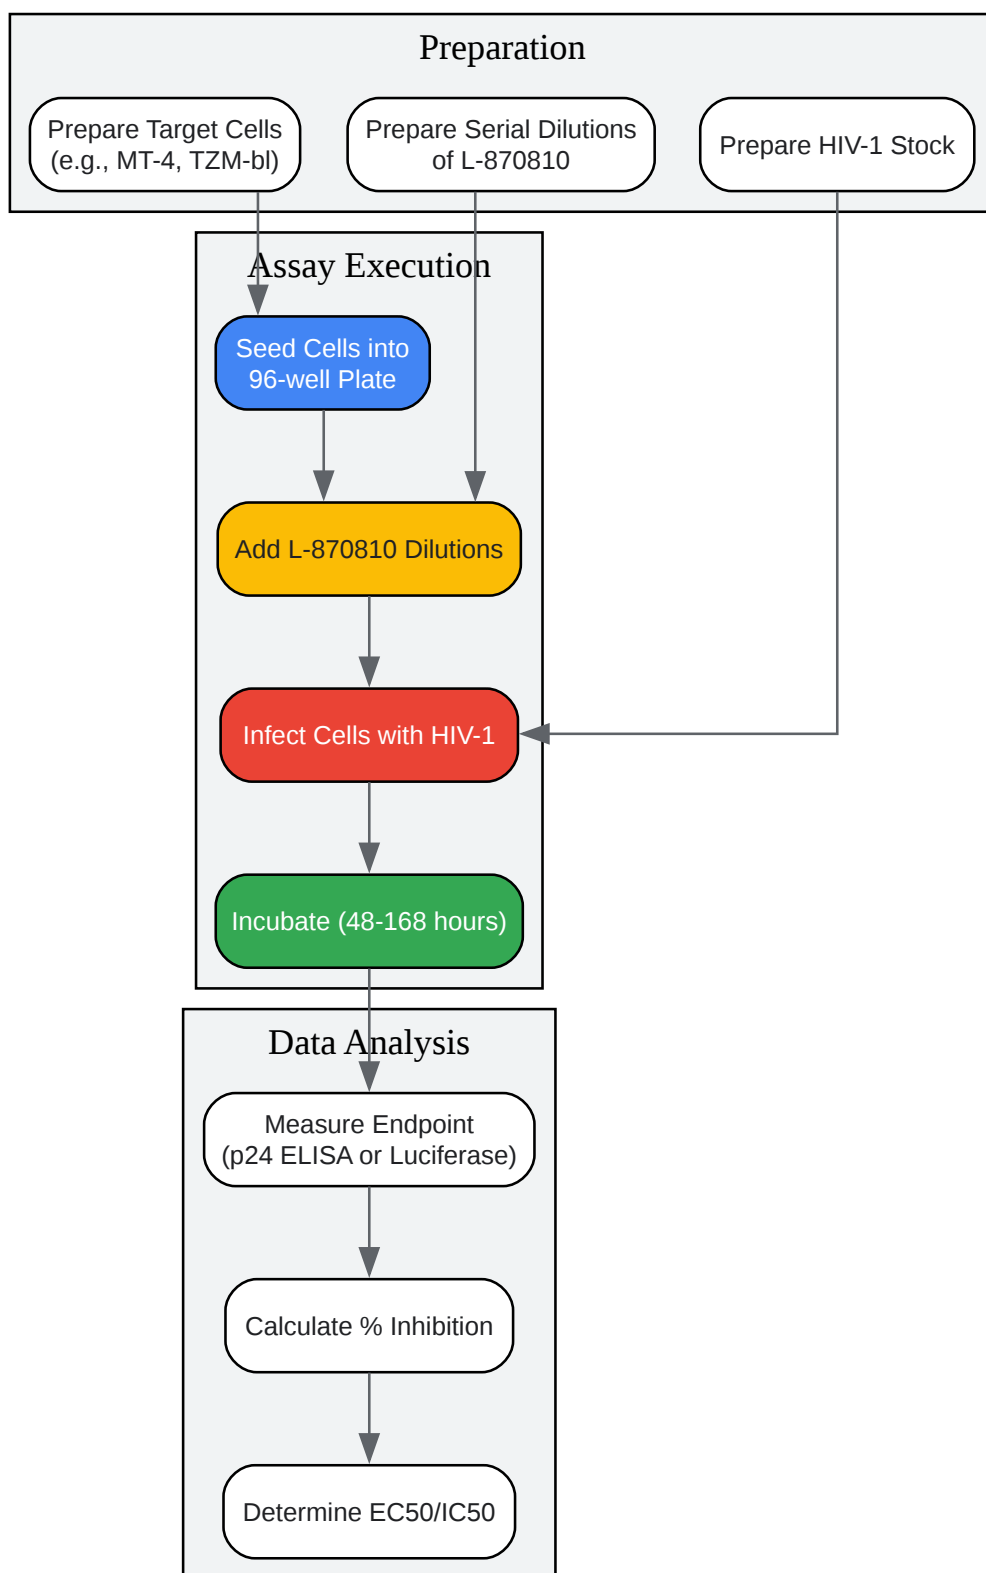 Preparation
Prepare Target Cells
(e.g., MT-4, TZM-bl)
Prepare Serial Dilutions
of L-870810
Prepare HIV-1 Stock
Assay Execution
Seed Cells into
96-well Plate
Add L-870810 Dilutions
Infect Cells with HIV-1
Incubate (48-168 hours)
Data Analysis
Measure Endpoint
(p24 ELISA or Luciferase)
Calculate % Inhibition
Determine EC50/IC50